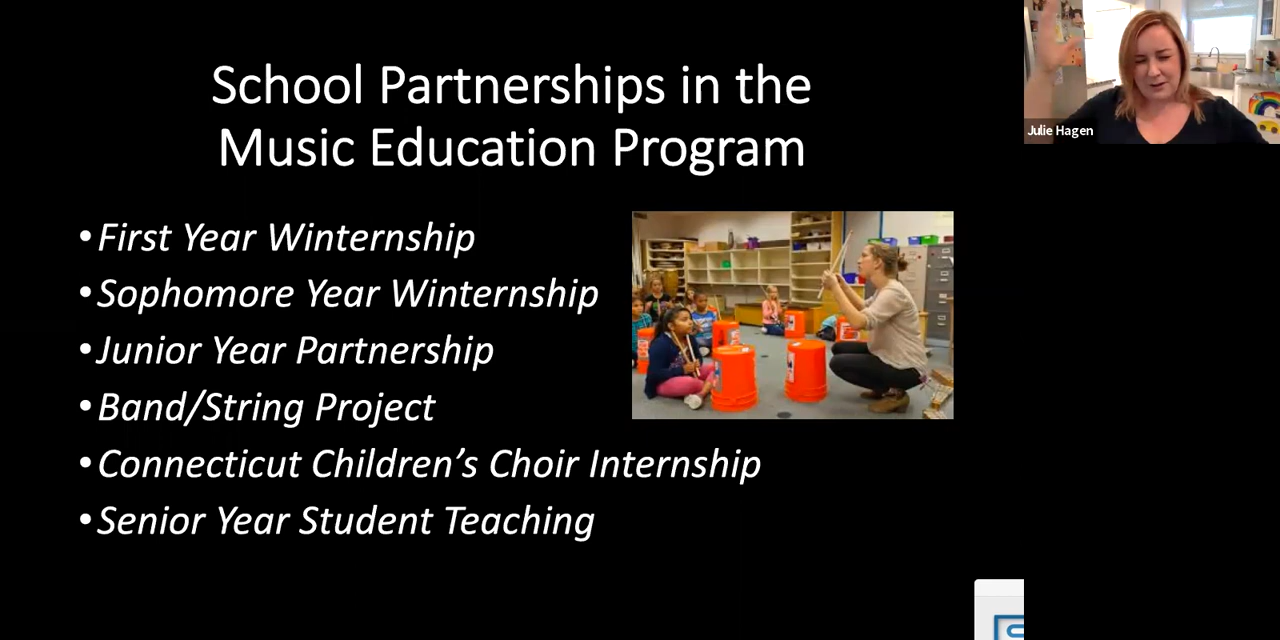 School Partnerships in the
Music Education Program
•First Year Winternship
•Sophomore Year Winternship
•Junior Year Partnership
•Band/String Project
•Connecticut Children’s Choir Internship
•Senior Year Student Teaching
Julie Hagen